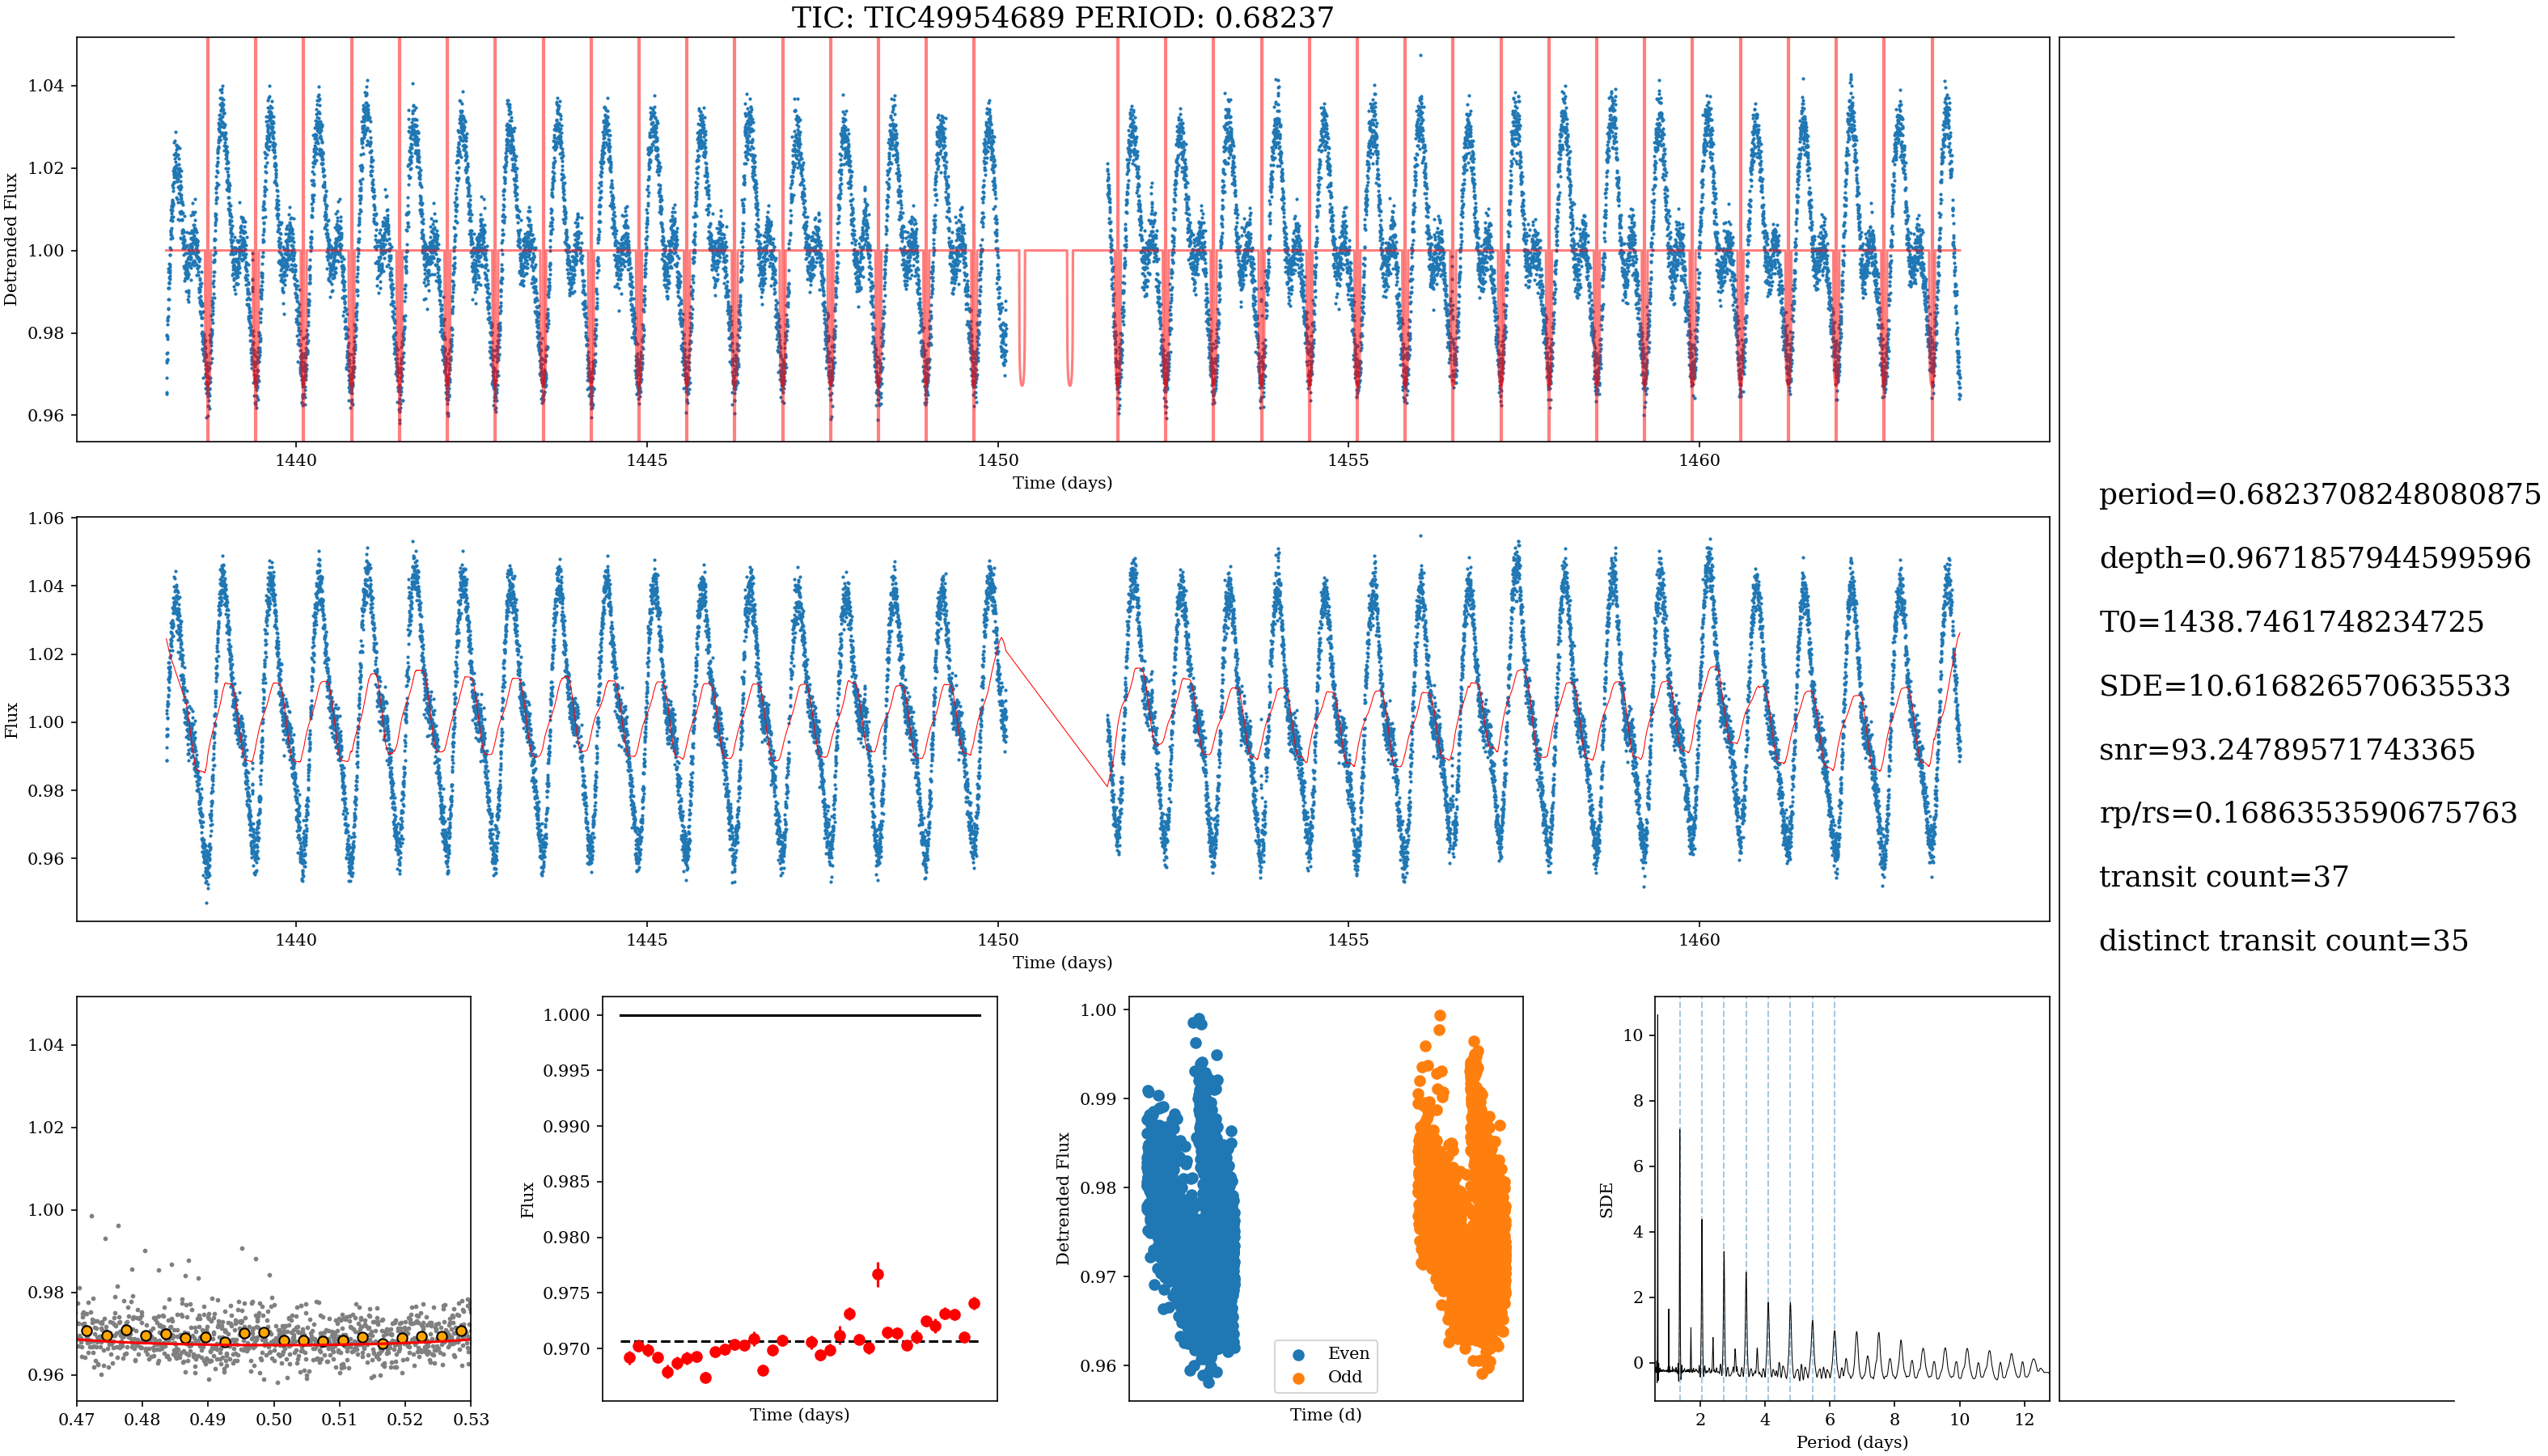 TIC: TIC49954689 PERIOD: 0.68237
Detrended Flux
1.04
1.02
1.00
0.98
0.96
1440 1445 1450 1455 1460
Time (days)
Flux
1.06
1.04
1.02
1.00
0.98
0.96
1440 1445 1450 1455 1460
Time (days)
period=0.6823708248080875
depth=0.9671857944599596
T0=1438.7461748234725
SDE=10.616826570635533
snr=93.24789571743365
rp/rs=0.1686353590675763
transit count=37
distinct transit count=35
1.04
1.02
1.00
0.98
0.96
0.47 0.48 0.49 0.50 0.51 0.52 0.53
Flux
1.000
0.995
0.990
0.985
0.980
0.975
0.970
Time (days)
Detrended Flux
1.00
0.99
0.98
0.97
0.96
Even
Odd
Time (d)
SDE
10
8
6
4
2
0
2 4 6 8 10 12
Period (days)